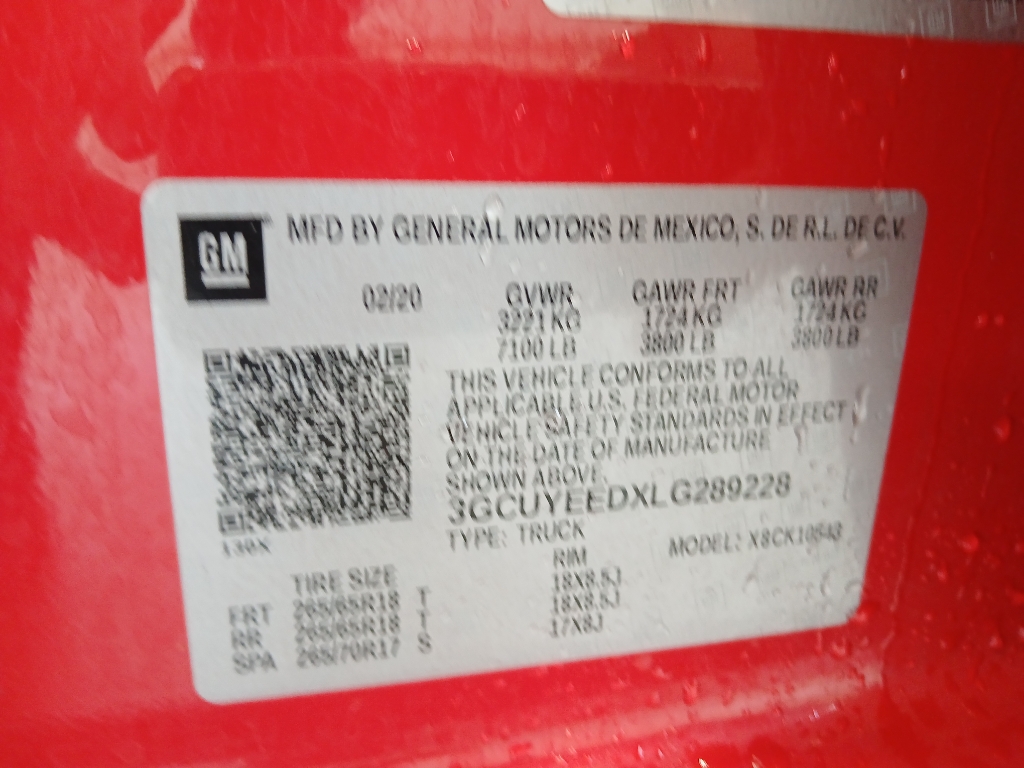 GM
MFD BY GENERAL MOTORS DE MEXICO, S. DE R.L. DE C.V.
02/20 GVWR GAWR FRT GAWR RR
3221 KG 1724 KG 1724 KG
7100 LB 3800 LB 3800 LB
THIS VEHICLE CONFORMS TO ALL
APPLICABLE U.S. FEDERAL MOTOR
VEHICLE SAFETY STANDARDS IN EFFECT
ON THE DATE OF MANUFACTURE
SHOWN ABOVE.
3GCUYEEDXLG289228
TYPE: TRUCK MODEL: X8CK10543
TIRE SIZE RIM
FRT 265/65R18 T 18X8.5J
RR 265/65R18 T 18X8.5J
SPA 265/70R17 S 17X8J